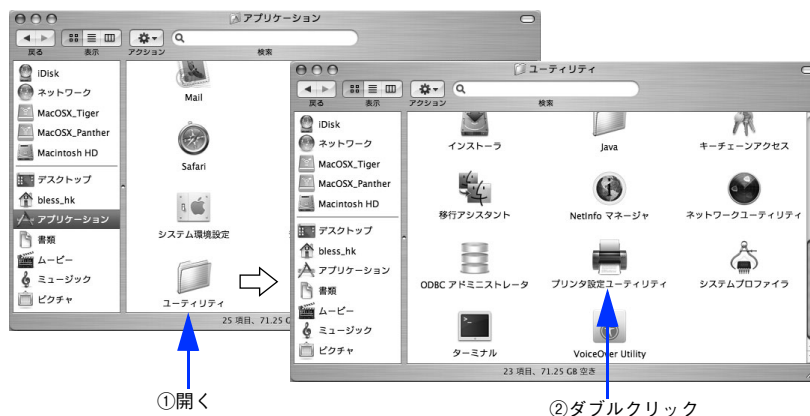 アプリケーション
戻る
表示
アクション
検索
iDisk
ネットワーク
MacOSX_Tiger
MacOSX_Panther
Macintosh HD
デスクトップ
bless_hk
アプリケーション
書類
ムービー
ミュージック
ピクチャ
Mail
Safari
システム環境設定
ユーティリティ
25 項目、71.25 G
ユーティリティ
戻る
表示
アクション
検索
iDisk
ネットワーク
MacOSX_Tiger
MacOSX_Panther
Macintosh HD
デスクトップ
bless_hk
アプリケーション
書類
ムービー
ミュージック
ピクチャ
インストーラ
Java
キーチェーンアクセス
移行アシスタント
NetInfo マネージャ
ネットワークユーティリティ
ODBC アドミニストレータ
プリンタ設定ユーティリティ
システムプロファイラ
ターミナル
VoiceOver Utility
23 項目、71.25 GB 空き
①開く
②ダブルクリック